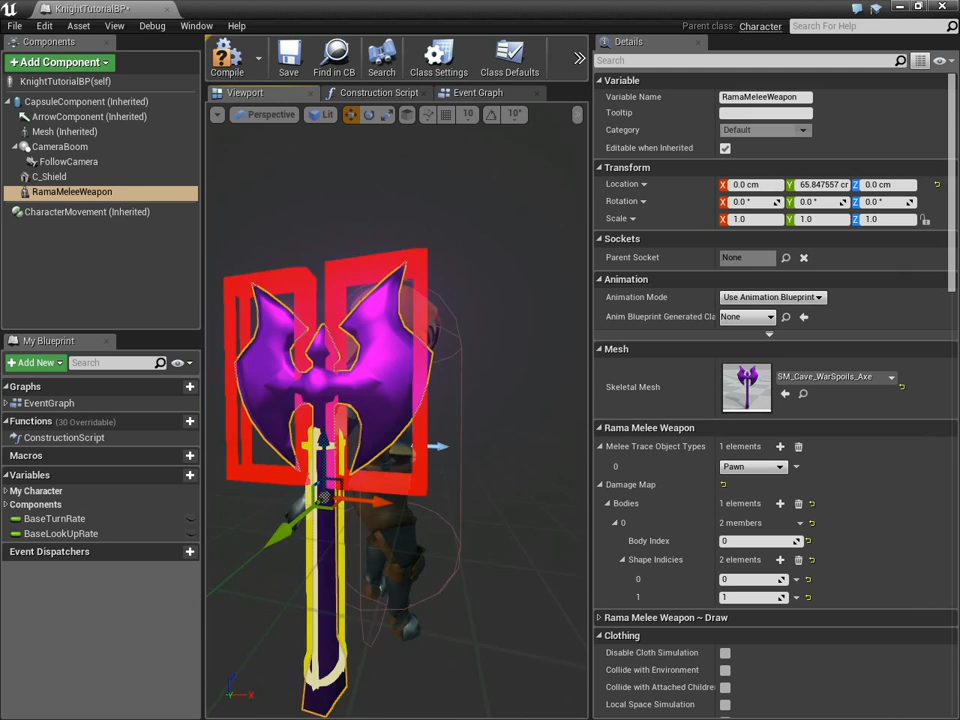 KnightTutorialBP*
File Edit Asset View Debug Window Help
Parent class: Character
Search For Help
Components
+ Add Component
KnightTutorialBP(self)
CapsuleComponent (Inherited)
ArrowComponent (Inherited)
Mesh (Inherited)
CameraBoom
FollowCamera
C_Shield
RamaMeleeWeapon
CharacterMovement (Inherited)
My Blueprint
+ Add New
Search
Graphs
EventGraph
Functions (30 Overridable)
ConstructionScript
Macros
Variables
My Character
Components
BaseTurnRate
BaseLookUpRate
Event Dispatchers
Compile Save Find in CB Search Class Settings Class Defaults
Viewport Construction Script Event Graph
Perspective Lit 10 10°
X
Details
Search
Variable
Variable Name RamaMeleeWeapon
Tooltip
Category Default
Editable when Inherited
Transform
Location X 0.0 cm Y 65.847557 cr Z 0.0 cm
Rotation X 0.0 ° Y 0.0 ° Z 0.0 °
Scale X 1.0 Y 1.0 Z 1.0
Sockets
Parent Socket None
Animation
Animation Mode Use Animation Blueprint
Anim Blueprint Generated Cla None
Mesh
Skeletal Mesh SM_Cave_WarSpoils_Axe
Rama Melee Weapon
Melee Trace Object Types 1 elements
0 Pawn
Damage Map
Bodies 1 elements
0 2 members
Body Index 0
Shape Indicies 2 elements
0 0
1 1
Rama Melee Weapon ~ Draw
Clothing
Disable Cloth Simulation
Collide with Environment
Collide with Attached Childre
Local Space Simulation